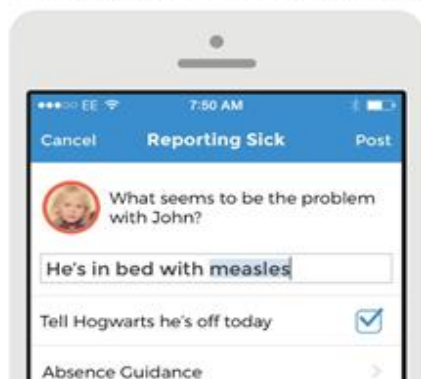 EE 7:50 AM
Cancel Reporting Sick Post
What seems to be the problem
with John?
He's in bed with measles
Tell Hogwarts he's off today
Absence Guidance